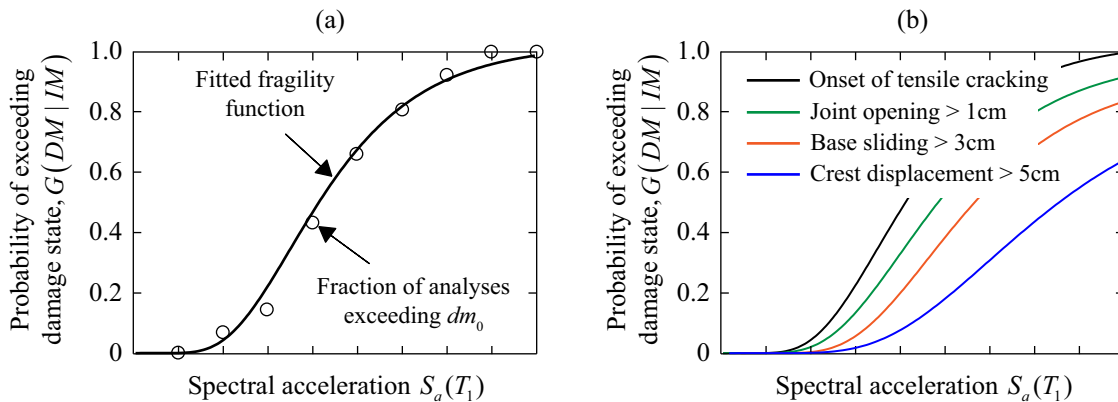 (a)
Probability of exceeding
damage state, G(DM | IM)
1.0
0.8
0.6
0.4
0.2
0
Fitted fragility
function
Fraction of analyses
exceeding dm₀
Spectral acceleration Sₐ(T₁)
(b)
Probability of exceeding
damage state, G(DM | IM)
1.0
0.8
0.6
0.4
0.2
0
Onset of tensile cracking
Joint opening > 1cm
Base sliding > 3cm
Crest displacement > 5cm
Spectral acceleration Sₐ(T₁)